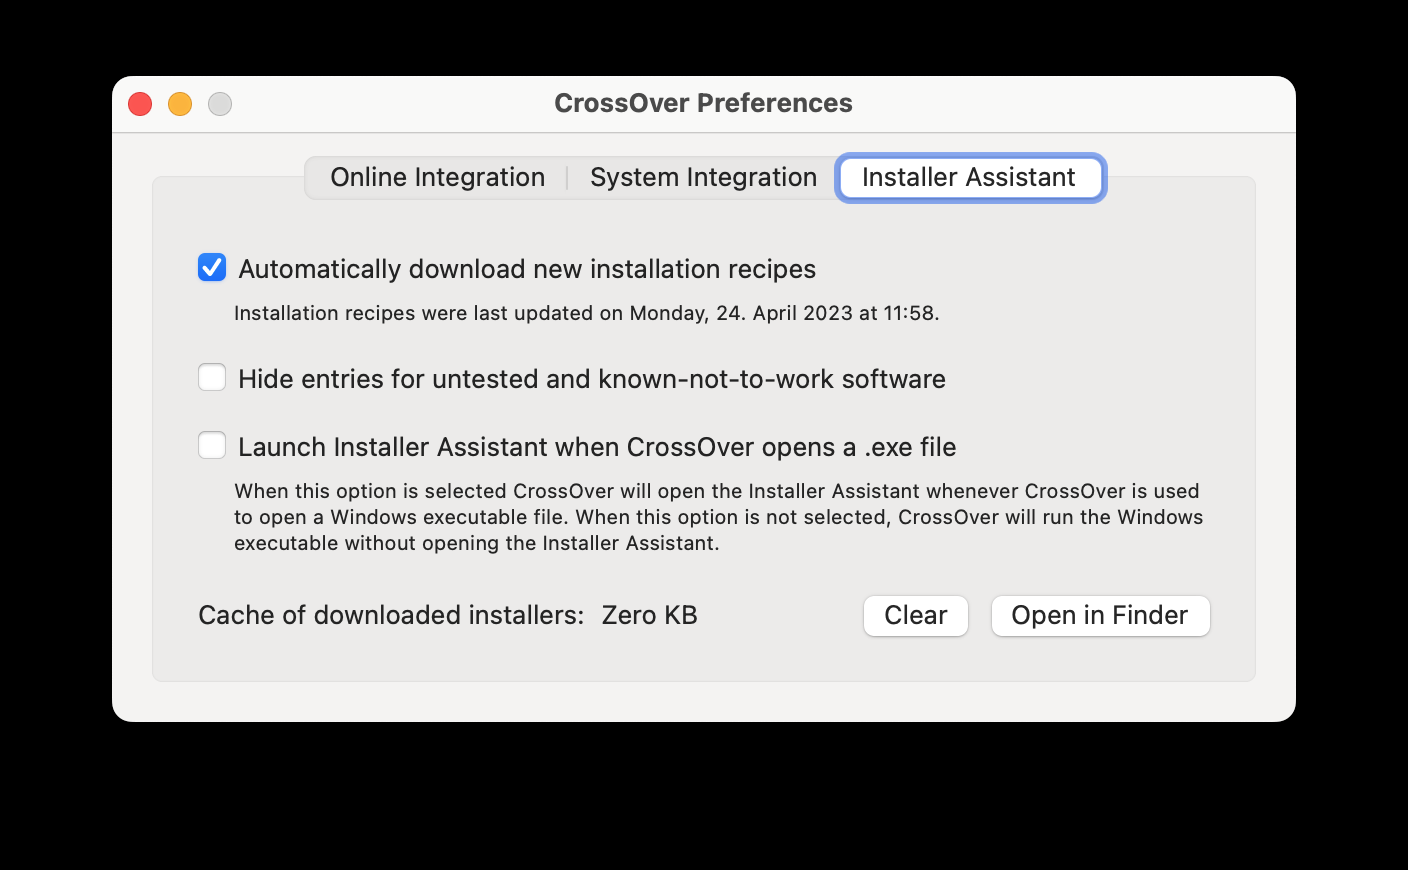 CrossOver Preferences
Online Integration
System Integration
Installer Assistant
Automatically download new installation recipes
Installation recipes were last updated on Monday, 24. April 2023 at 11:58.
Hide entries for untested and known-not-to-work software
Launch Installer Assistant when CrossOver opens a .exe file
When this option is selected CrossOver will open the Installer Assistant whenever CrossOver is used
to open a Windows executable file. When this option is not selected, CrossOver will run the Windows
executable without opening the Installer Assistant.
Cache of downloaded installers: Zero KB
Clear
Open in Finder